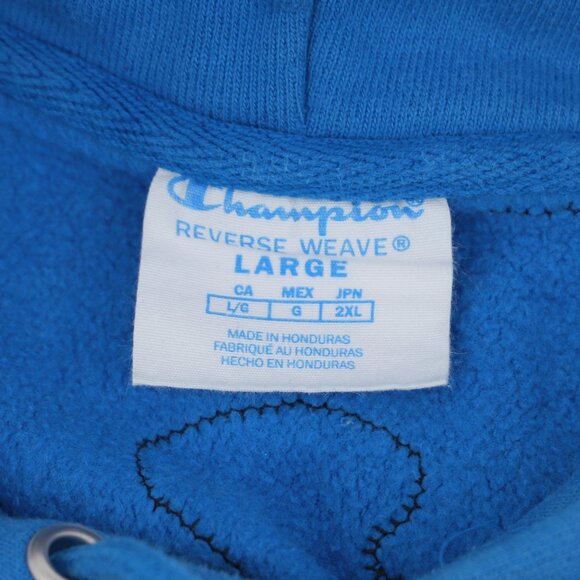 Champion
REVERSE WEAVE®
LARGE
CA MEX JPN
L/G G 2XL
MADE IN HONDURAS
FABRIQUÉ AU HONDURAS
HECHO EN HONDURAS